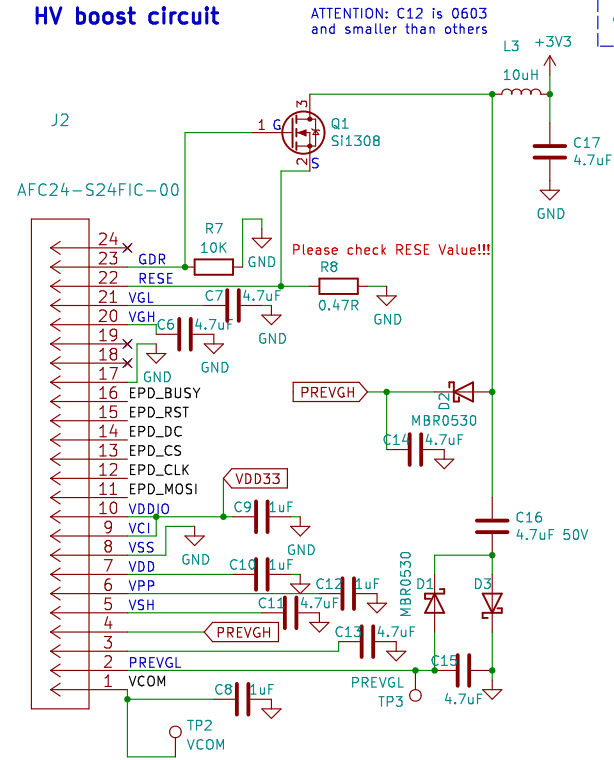 HV boost circuit
ATTENTION: C12 is 0603
and smaller than others
L3
+3V3
10uH
J2
3
1
G
Q1
Si1308
2
S
C17
4.7uF
GND
AFC24-S24FIC-00
R7
10K
GND
Please check RESE Value!!!
R8
0.47R
GND
24
23
GDR
22
RESE
21
VGL
C7
4.7uF
GND
20
VGH
C6
4.7uF
GND
19
18
17
GND
16
EPD_BUSY
PREVGH
D2
MBR0530
15
EPD_RST
14
EPD_DC
C14
4.7uF
13
EPD_CS
12
EPD_CLK
VDD33
11
EPD_MOSI
10
VDDIO
C9
1uF
GND
C16
4.7uF 50V
9
VCI
8
VSS
GND
7
VDD
C10
1uF
MBR0530
D1
D3
6
VPP
C12
1uF
5
VSH
C11
4.7uF
4
PREVGH
C13
4.7uF
3
2
PREVGL
C15
4.7uF
PREVGL
TP3
1
VCOM
C8
1uF
TP2
VCOM